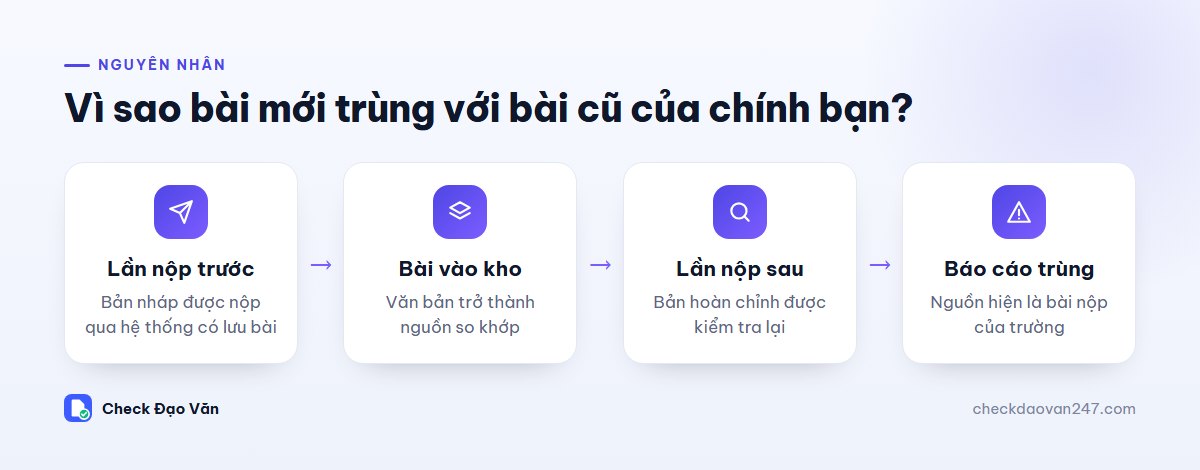 NGUYÊN NHÂN
Vì sao bài mới trùng với bài cũ của chính bạn?
Lần nộp trước
Bản nháp được nộp
qua hệ thống có lưu bài
Bài vào kho
Văn bản trở thành
nguồn so khớp
Lần nộp sau
Bản hoàn chỉnh được
kiểm tra lại
Báo cáo trùng
Nguồn hiện là bài nộp
của trường
Check Đạo Văn
checkdaovan247.com